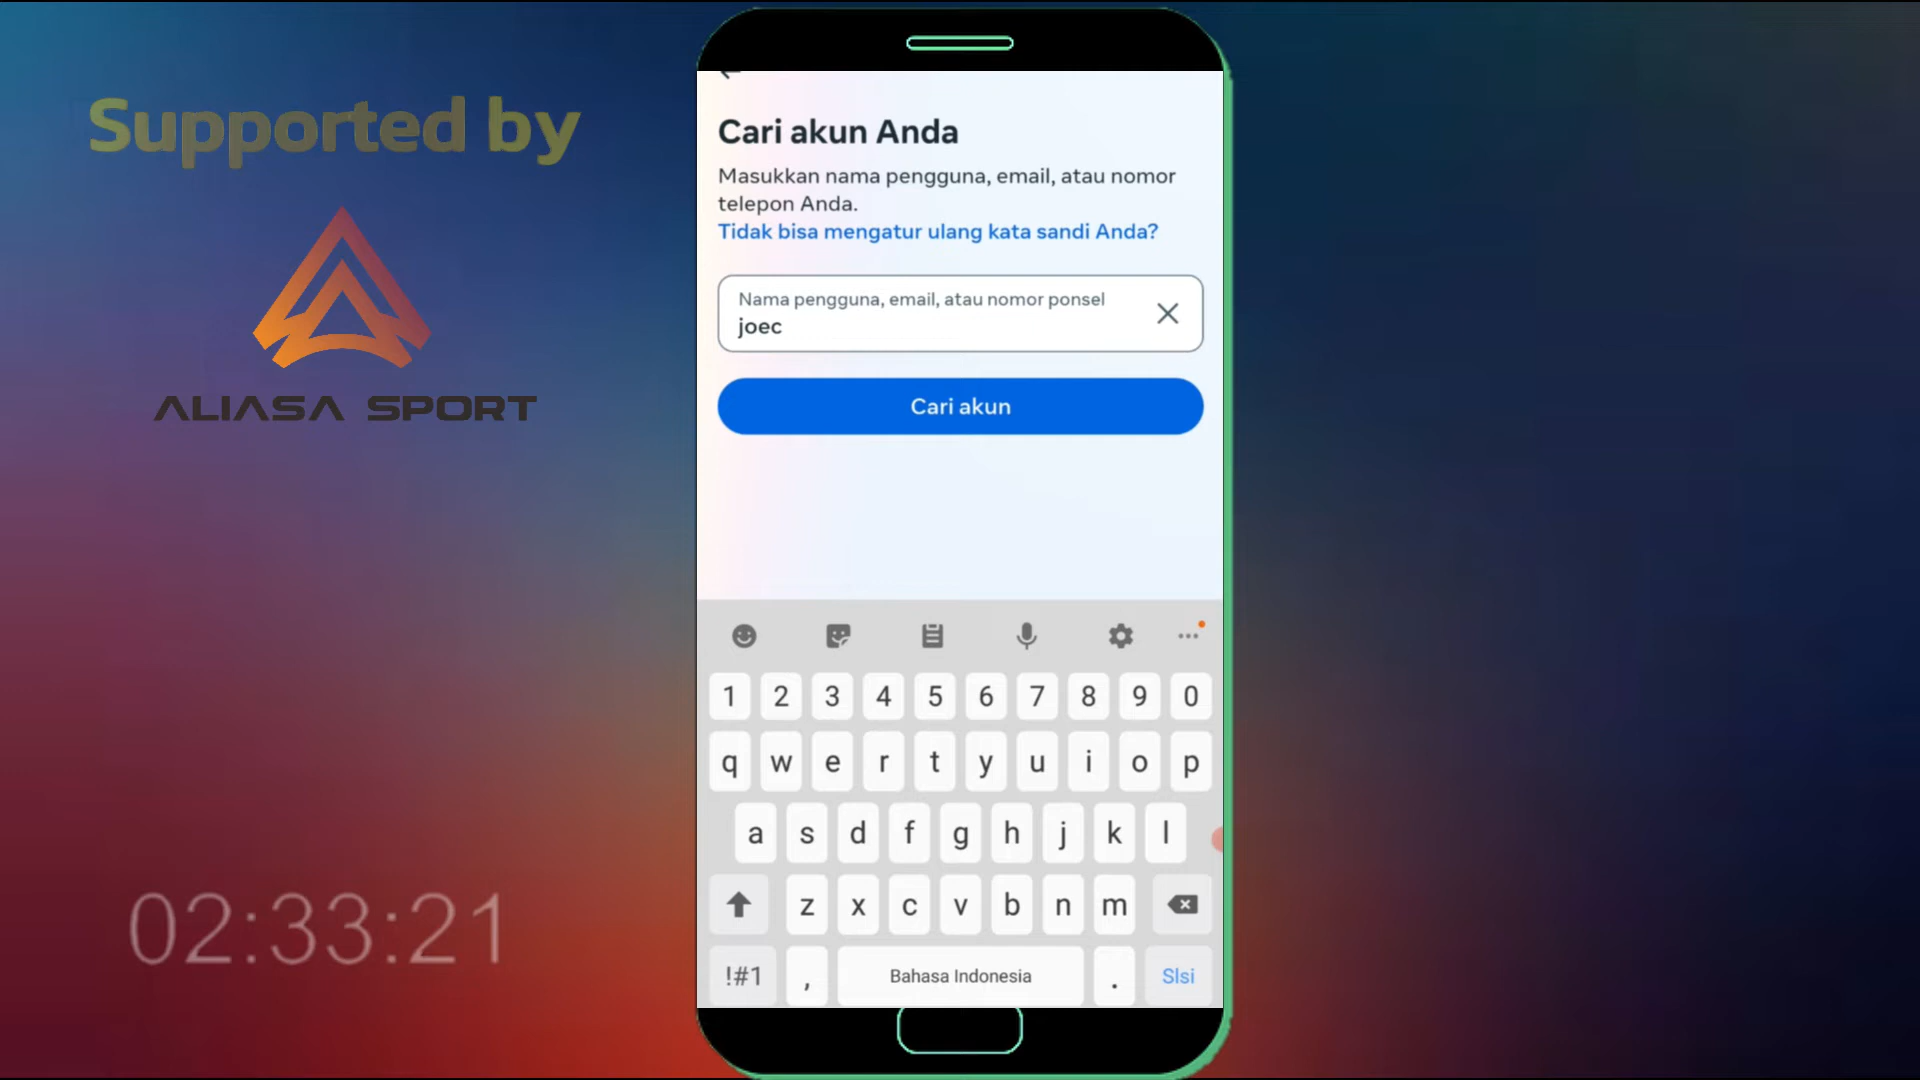 Supported by
ALIASA SPORT
02:33:21
Cari akun Anda
Masukkan nama pengguna, email, atau nomor
telepon Anda.
Tidak bisa mengatur ulang kata sandi Anda?
Nama pengguna, email, atau nomor ponsel
joec
Cari akun
1 2 3 4 5 6 7 8 9 0
q w e r t y u i o p
a s d f g h j k l
z x c v b n m
!#1 , Bahasa Indonesia . Slsi